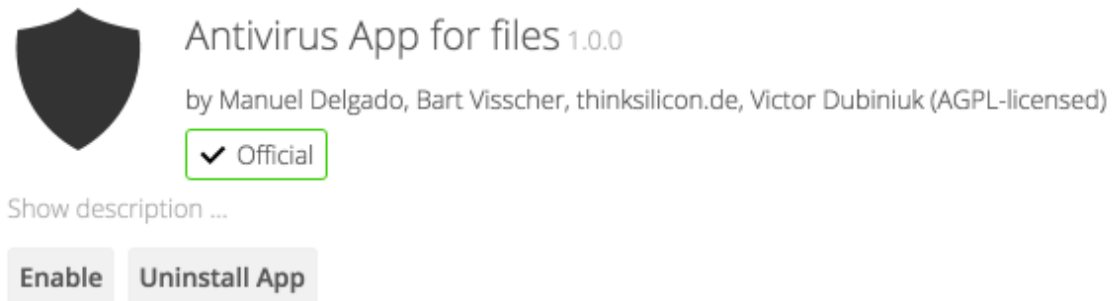 Antivirus App for files 1.0.0
by Manuel Delgado, Bart Visscher, thinksilicon.de, Victor Dubiniuk (AGPL-licensed)
Official
Show description ...
Enable Uninstall App